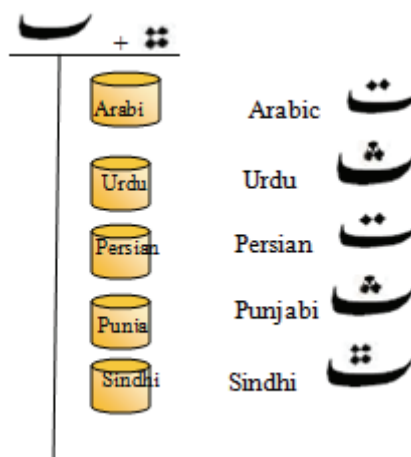 ٮ + ⁘
Arabi Arabic ت
Urdu Urdu ث
Persian Persian ت
Punia Punjabi ث
Sindhi Sindhi ٿ